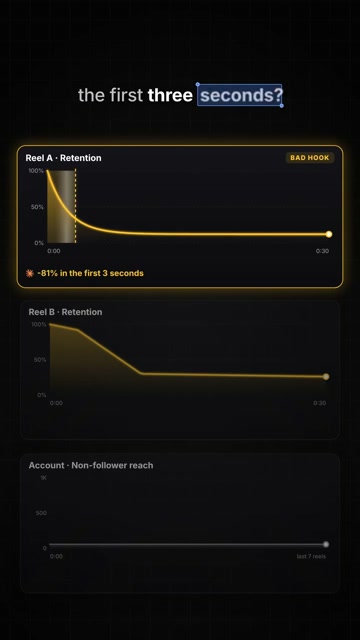 the first three seconds?
Reel A · Retention
BAD HOOK
100%
50%
0%
0:00
0:30
-81% in the first 3 seconds
Reel B · Retention
100%
50%
0%
0:00
0:30
Account · Non-follower reach
1K
500
0
0:00
last 7 reels